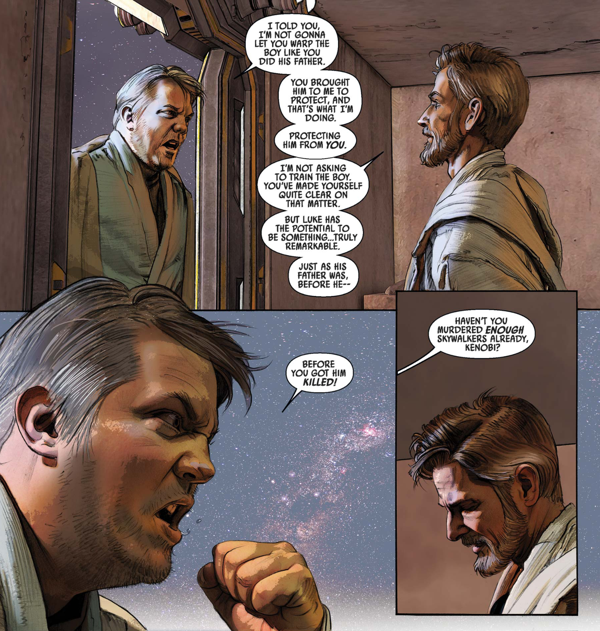 I TOLD YOU,
I'M NOT GONNA
LET YOU WARP THE
BOY LIKE YOU
DID HIS FATHER.
YOU BROUGHT
HIM TO ME TO
PROTECT, AND
THAT'S WHAT I'M
DOING.
PROTECTING
HIM FROM YOU.
I'M NOT ASKING
TO TRAIN THE BOY.
YOU'VE MADE YOURSELF
QUITE CLEAR ON
THAT MATTER.
BUT LUKE HAS
THE POTENTIAL TO
BE SOMETHING...TRULY
REMARKABLE.
JUST AS HIS
FATHER WAS,
BEFORE HE--
BEFORE
YOU GOT HIM
KILLED!
HAVEN'T YOU
MURDERED ENOUGH
SKYWALKERS ALREADY,
KENOBI?